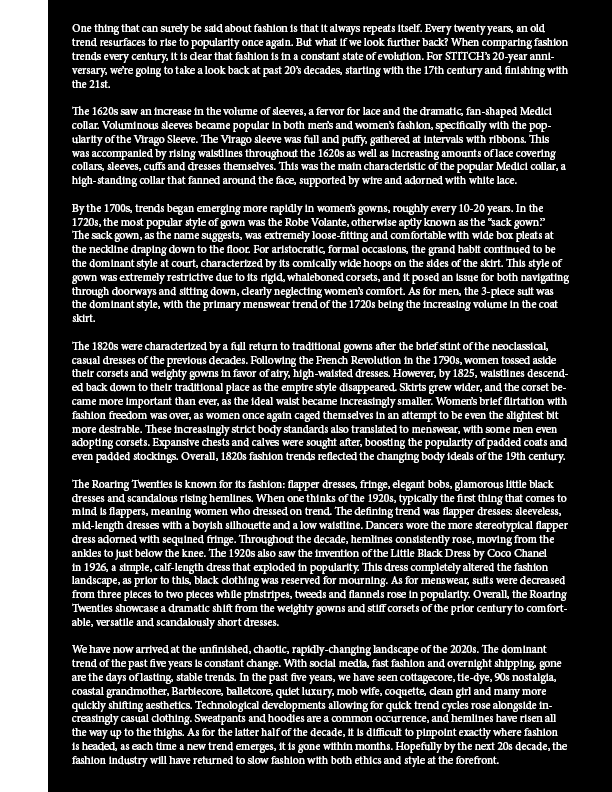 One thing that can surely be said about fashion is that it always repeats itself. Every twenty years, an old
trend resurfaces to rise to popularity once again. But what if we look further back? When comparing fashion
trends every century, it is clear that fashion is in a constant state of evolution. For STITCH's 20-year anni-
versary, we're going to take a look back at past 20's decades, starting with the 17th century and finishing with
the 21st.
The 1620s saw an increase in the volume of sleeves, a fervor for lace and the dramatic, fan-shaped Medici
collar. Voluminous sleeves became popular in both men's and women's fashion, specifically with the pop-
ularity of the Virago Sleeve. The Virago sleeve was full and puffy, gathered at intervals with ribbons. This
was accompanied by rising waistlines throughout the 1620s as well as increasing amounts of lace covering
collars, sleeves, cuffs and dresses themselves. This was the main characteristic of the popular Medici collar, a
high-standing collar that fanned around the face, supported by wire and adorned with white lace.
By the 1700s, trends began emerging more rapidly in women's gowns, roughly every 10-20 years. In the
1720s, the most popular style of gown was the Robe Volante, otherwise aptly known as the "sack gown."
The sack gown, as the name suggests, was extremely loose-fitting and comfortable with wide box pleats at
the neckline draping down to the floor. For aristocratic, formal occasions, the grand habit continued to be
the dominant style at court, characterized by its comically wide hoops on the sides of the skirt. This style of
gown was extremely restrictive due to its rigid, whaleboned corsets, and it posed an issue for both navigating
through doorways and sitting down, clearly neglecting women's comfort. As for men, the 3-piece suit was
the dominant style, with the primary menswear trend of the 1720s being the increasing volume in the coat
skirt.
The 1820s were characterized by a full return to traditional gowns after the brief stint of the neoclassical,
casual dresses of the previous decades. Following the French Revolution in the 1790s, women tossed aside
their corsets and weighty gowns in favor of airy, high-waisted dresses. However, by 1825, waistlines descend-
ed back down to their traditional place as the empire style disappeared. Skirts grew wider, and the corset be-
came more important than ever, as the ideal waist became increasingly smaller. Women's brief flirtation with
fashion freedom was over, as women once again caged themselves in an attempt to be even the slightest bit
more desirable. These increasingly strict body standards also translated to menswear, with some men even
adopting corsets. Expansive chests and calves were sought after, boosting the popularity of padded coats and
even padded stockings. Overall, 1820s fashion trends reflected the changing body ideals of the 19th century.
The Roaring Twenties is known for its fashion: flapper dresses, fringe, elegant bobs, glamorous little black
dresses and scandalous rising hemlines. When one thinks of the 1920s, typically the first thing that comes to
mind is flappers, meaning women who dressed on trend. The defining trend was flapper dresses: sleeveless,
mid-length dresses with a boyish silhouette and a low waistline. Dancers wore the more stereotypical flapper
dress adorned with sequined fringe. Throughout the decade, hemlines consistently rose, moving from the
ankles to just below the knee. The 1920s also saw the invention of the Little Black Dress by Coco Chanel
in 1926, a simple, calf-length dress that exploded in popularity. This dress completely altered the fashion
landscape, as prior to this, black clothing was reserved for mourning. As for menswear, suits were decreased
from three pieces to two pieces while pinstripes, tweeds and flannels rose in popularity. Overall, the Roaring
Twenties showcase a dramatic shift from the weighty gowns and stiff corsets of the prior century to comfort-
able, versatile and scandalously short dresses.
We have now arrived at the unfinished, chaotic, rapidly-changing landscape of the 2020s. The dominant
trend of the past five years is constant change. With social media, fast fashion and overnight shipping, gone
are the days of lasting, stable trends. In the past five years, we have seen cottagecore, tie-dye, 90s nostalgia,
coastal grandmother, Barbiecore, balletcore, quiet luxury, mob wife, coquette, clean girl and many more
quickly shifting aesthetics. Technological developments allowing for quick trend cycles rose alongside in-
creasingly casual clothing. Sweatpants and hoodies are a common occurrence, and hemlines have risen all
the way up to the thighs. As for the latter half of the decade, it is difficult to pinpoint exactly where fashion
is headed, as each time a new trend emerges, it is gone within months. Hopefully by the next 20s decade, the
fashion industry will have returned to slow fashion with both ethics and style at the forefront.